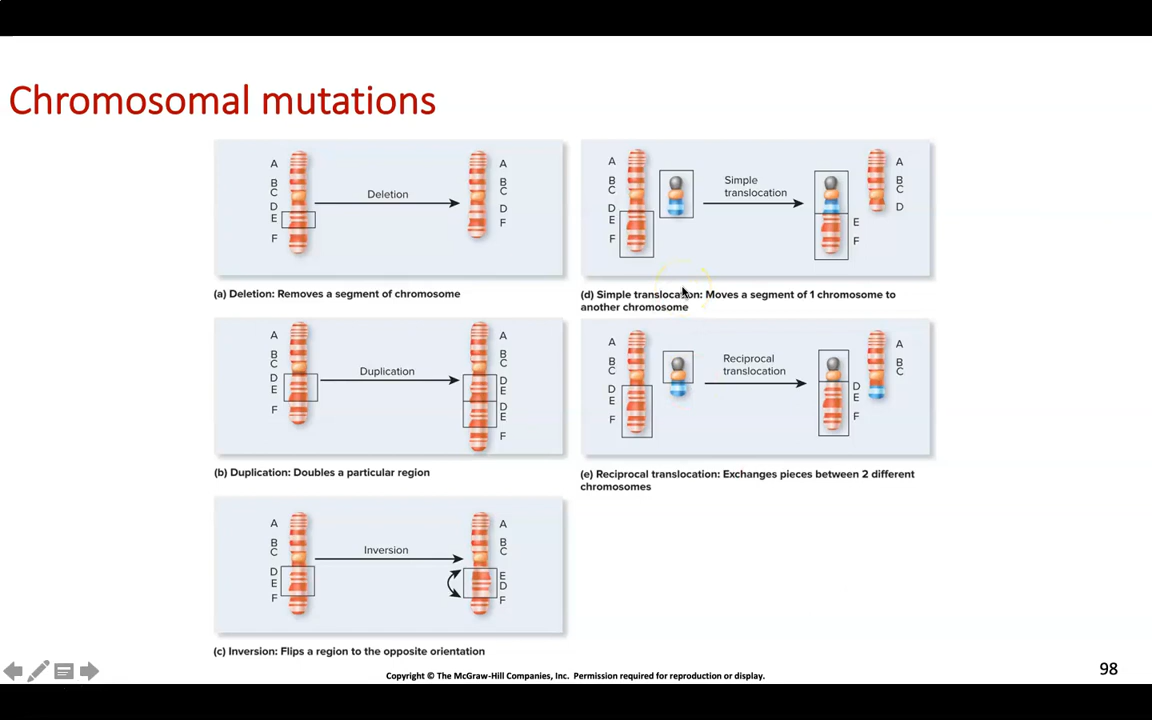 Chromosomal mutations
A
B
C
D
E
F
Deletion
A
B
C
D
F
(a) Deletion: Removes a segment of chromosome
A
B
C
D
E
F
Duplication
A
B
C
D
E
D
E
F
(b) Duplication: Doubles a particular region
A
B
C
D
E
F
Inversion
A
B
C
E
D
F
(c) Inversion: Flips a region to the opposite orientation
A
B
C
D
E
F
Simple
translocation
E
F
A
B
C
D
(d) Simple translocation: Moves a segment of 1 chromosome to
another chromosome
A
B
C
D
E
F
Reciprocal
translocation
D
E
F
A
B
C
(e) Reciprocal translocation: Exchanges pieces between 2 different
chromosomes
Copyright © The McGraw-Hill Companies, Inc. Permission required for reproduction or display.
98